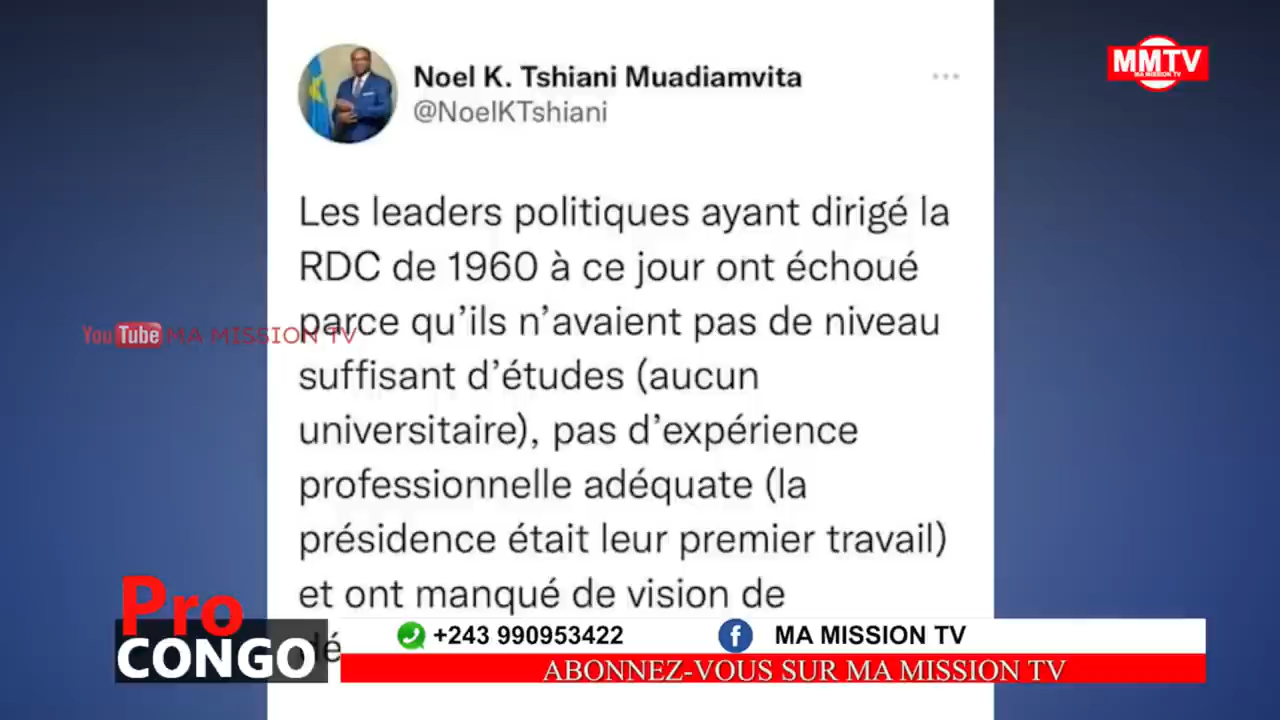 Noel K. Tshiani Muadiamvita
@NoelKTshiani
MMTV
MA MISSION TV
Les leaders politiques ayant dirigé la
RDC de 1960 à ce jour ont échoué
parce qu'ils n'avaient pas de niveau
suffisant d'études (aucun
universitaire), pas d'expérience
professionnelle adéquate (la
présidence était leur premier travail)
et ont manqué de vision de
YouTube MA MISSION TV
Pro
CONGO
+243 990953422
MA MISSION TV
ABONNEZ-VOUS SUR MA MISSION TV